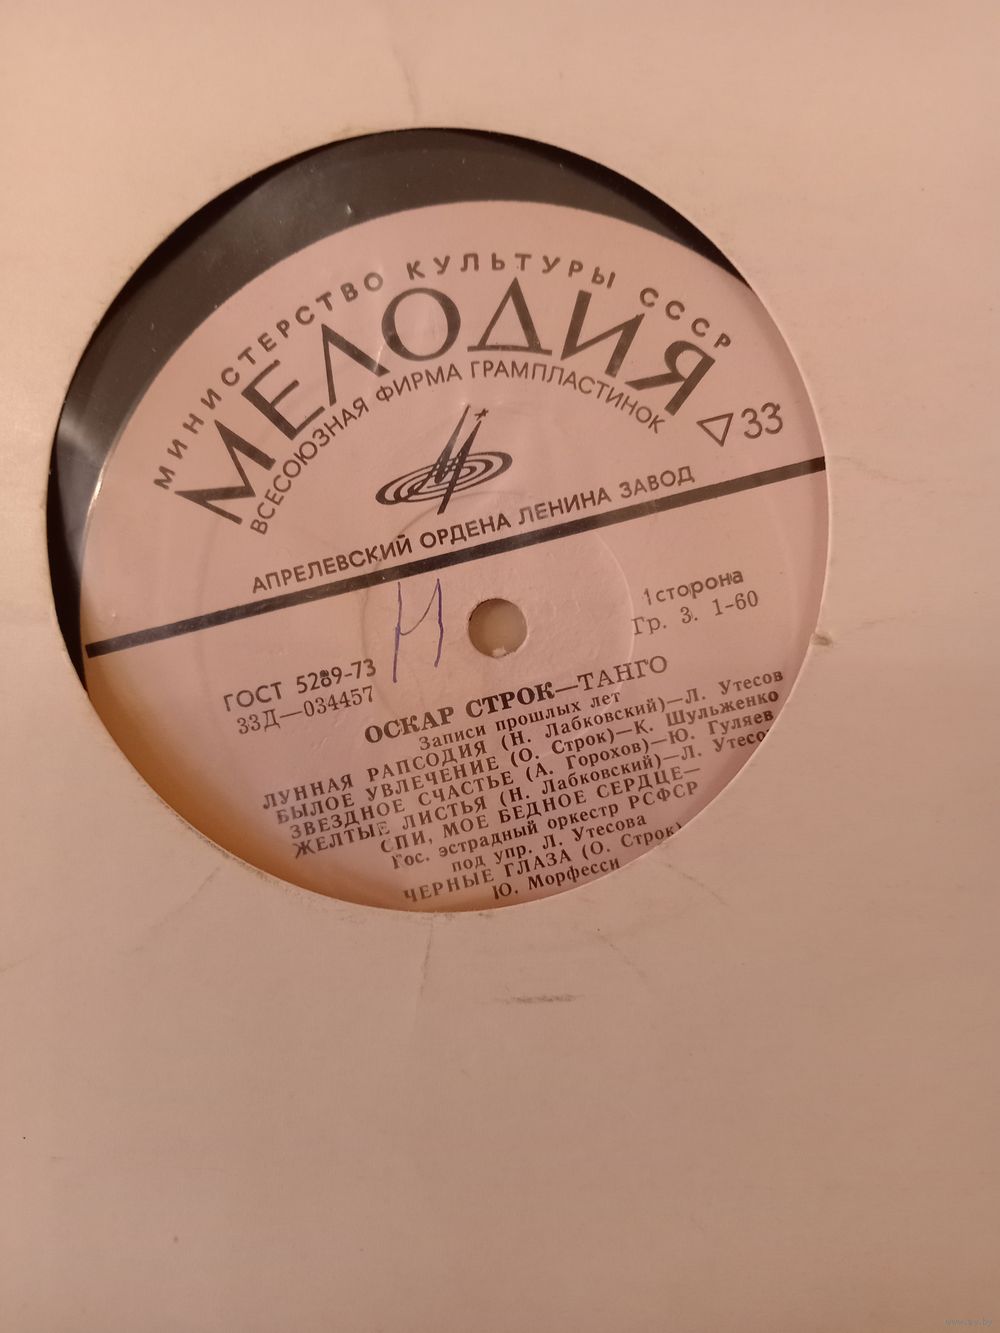 МИНИСТЕРСТВО КУЛЬТУРЫ СССР
МЕЛОДИЯ
ВСЕСОЮЗНАЯ ФИРМА ГРАМПЛАСТИНОК
33
АПРЕЛЕВСКИЙ ОРДЕНА ЛЕНИНА ЗАВОД
Н
ГОСТ 5289-73
33Д—034457
1 сторона
Гр. 3. 1-60
ОСКАР СТРОК—ТАНГО
Записи прошлых лет
ЛУННАЯ РАПСОДИЯ (Н. Лабковский)—Л. Утесов
БЫЛОЕ УВЛЕЧЕНИЕ (О. Строк)—К. Шульженко
ЗВЕЗДНОЕ СЧАСТЬЕ (А. Горохов)—Ю. Гуляев
ЖЕЛТЫЕ ЛИСТЬЯ (Н. Лабковский)—Л. Утесо
СПИ, МОЕ БЕДНОЕ СЕРДЦЕ—
Гос. эстрадный оркестр РСФСР
под упр. Л. Утесова
ЧЕРНЫЕ ГЛАЗА (О. Строк)
Ю. Морфесси